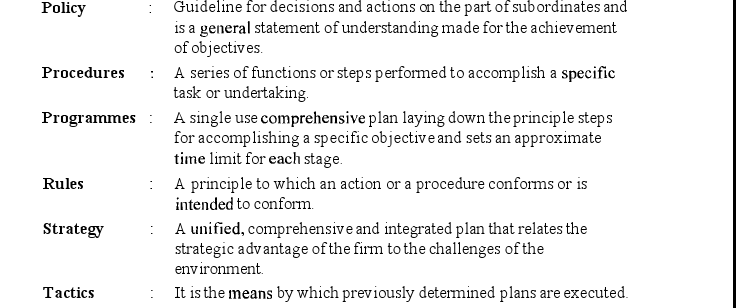 Policy : Guideline for decisions and actions on the part of subordinates and
is a general statement of understanding made for the achievement
of objectives.
Procedures : A series of functions or steps performed to accomplish a specific
task or undertaking.
Programmes : A single use comprehensive plan laying down the principle steps
for accomplishing a specific objective and sets an approximate
time limit for each stage.
Rules : A principle to which an action or a procedure conforms or is
intended to conform.
Strategy : A unified, comprehensive and integrated plan that relates the
strategic advantage of the firm to the challenges of the
environment.
Tactics : It is the means by which previously determined plans are executed.